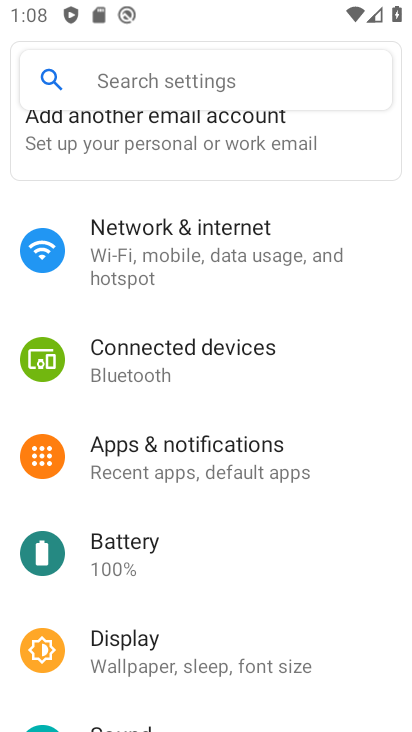 1:08
Search settings
Add another email account
Set up your personal or work email
Network & internet
Wi-Fi, mobile, data usage, and
hotspot
Connected devices
Bluetooth
Apps & notifications
Recent apps, default apps
Battery
100%
Display
Wallpaper, sleep, font size
Sound